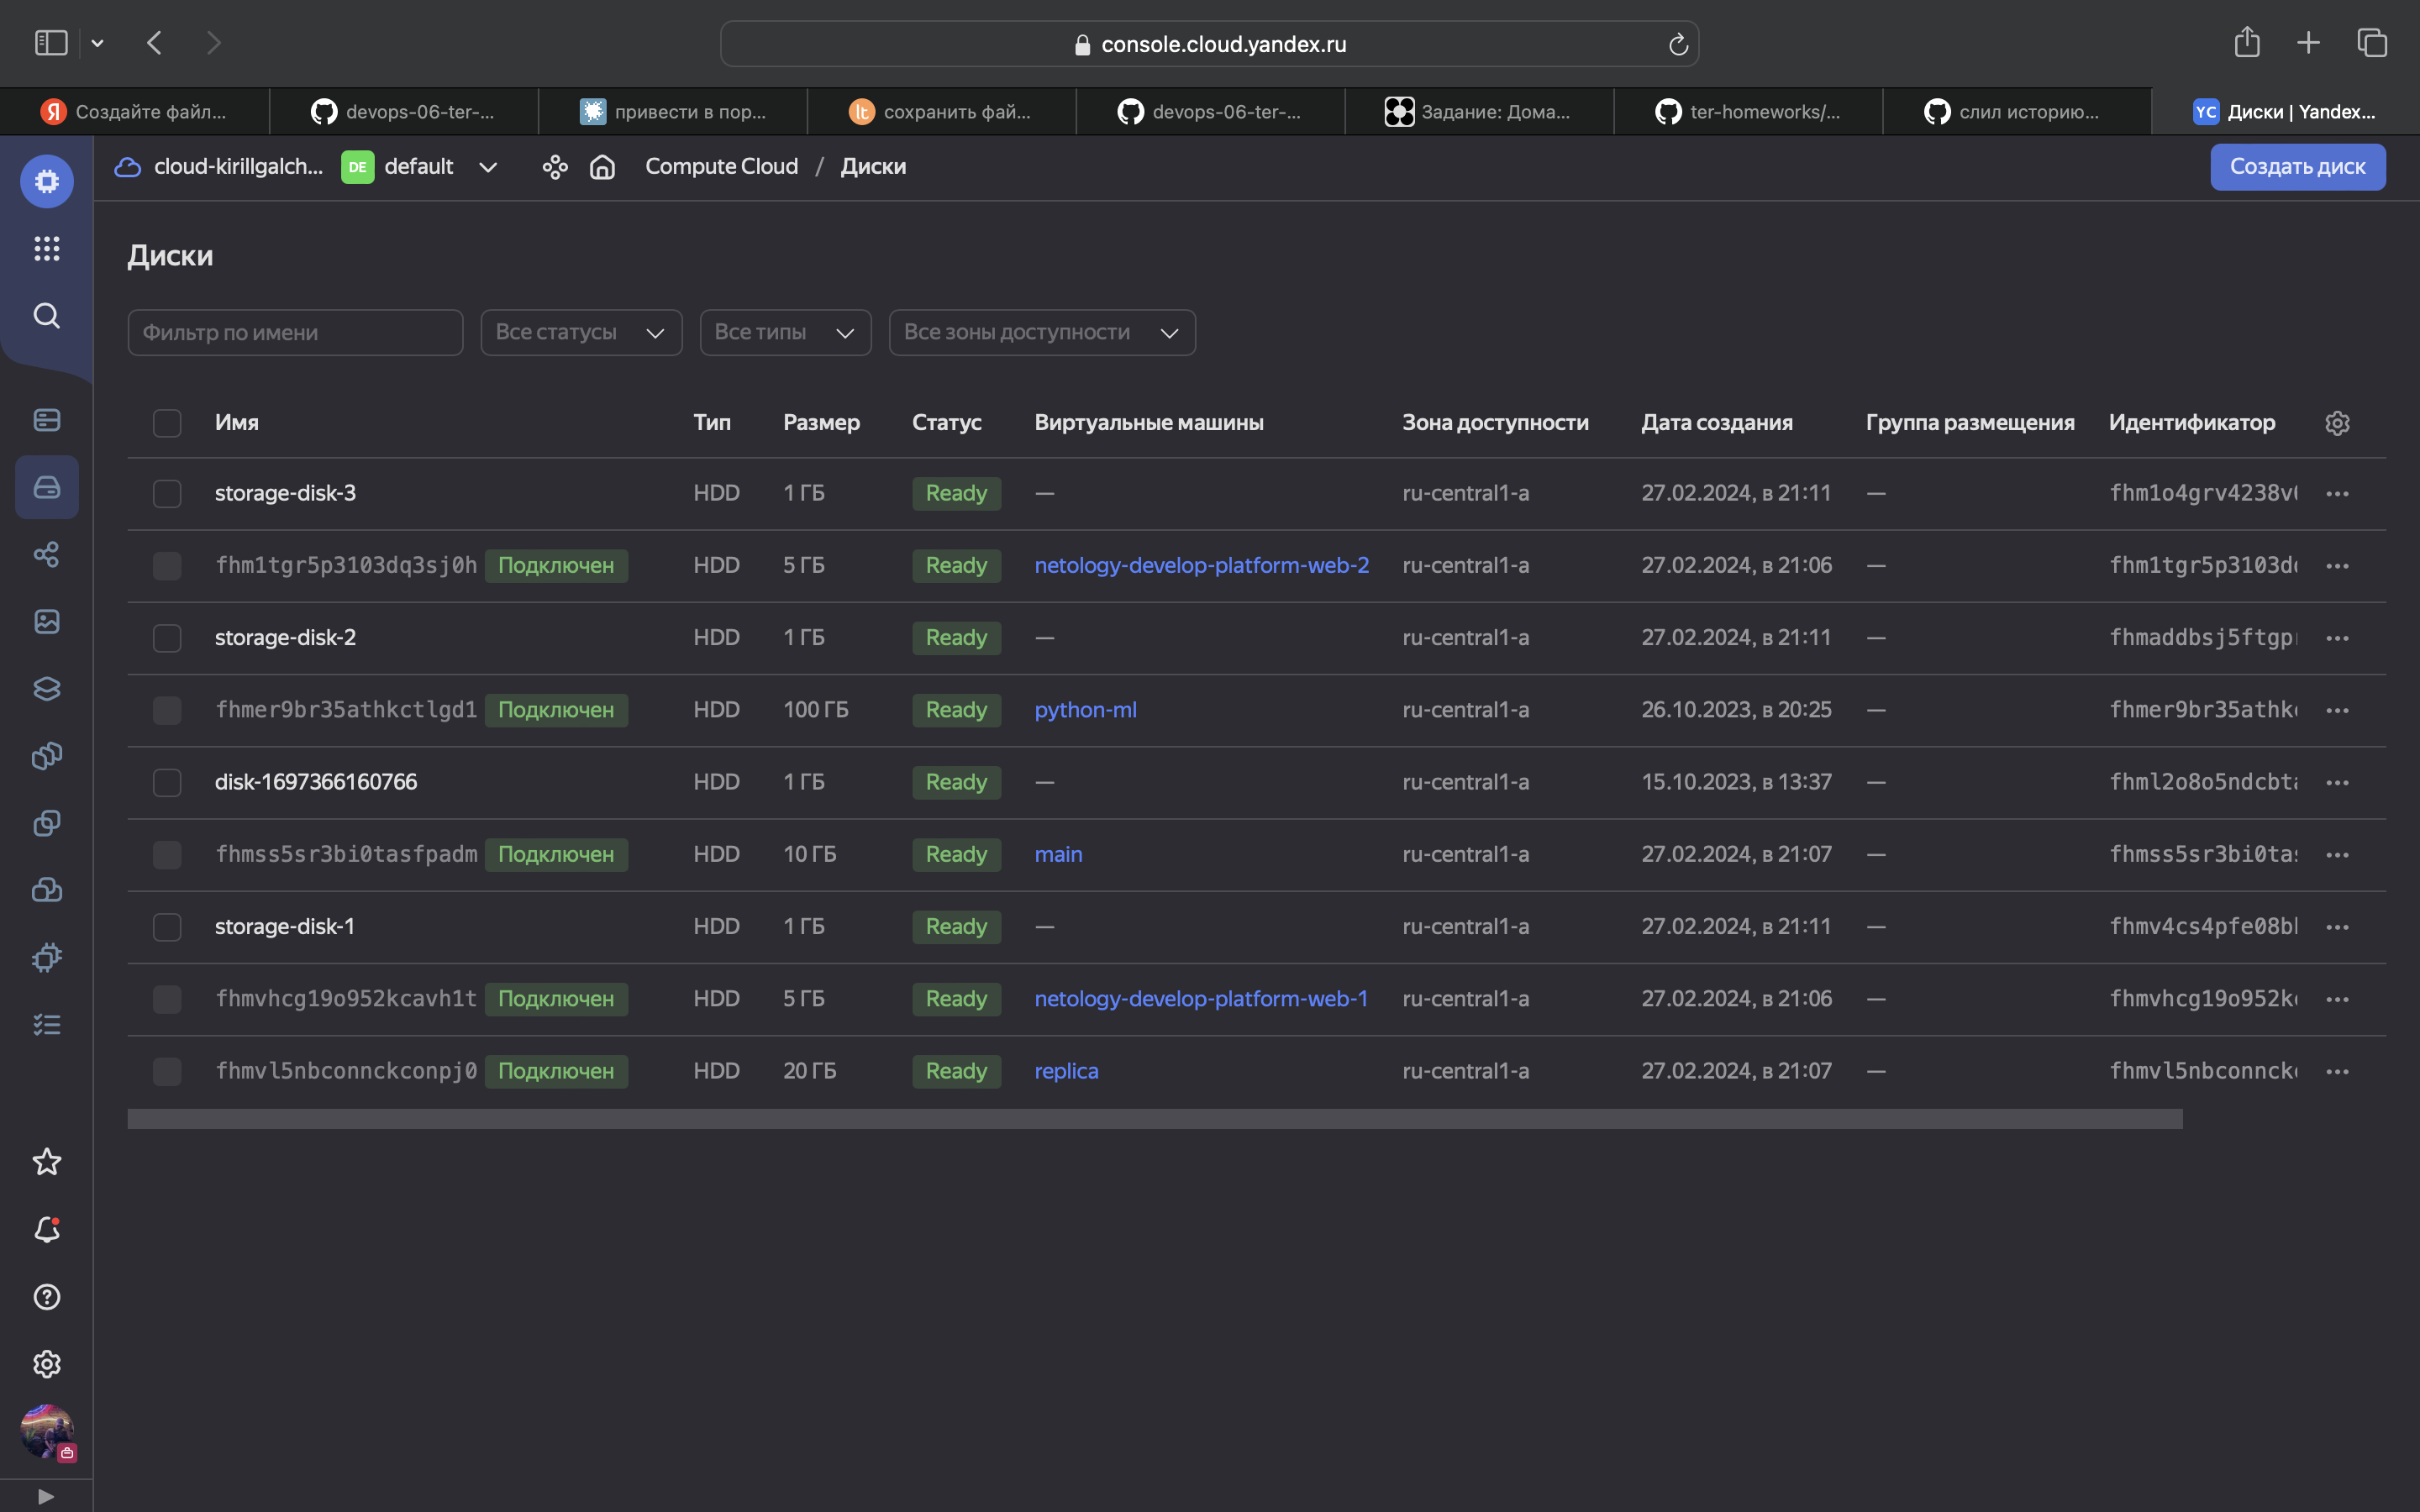 console.cloud.yandex.ru
Я Создайте файл...
devops-06-ter-...
привести в пор...
lt сохранить фай...
devops-06-ter-...
Задание: Дома...
ter-homeworks/...
слил историю...
YC Диски | Yandex...
cloud-kirillgalch... DE default Compute Cloud / Диски Создать диск
Диски
Фильтр по имени Все статусы Все типы Все зоны доступности
Имя Тип Размер Статус Виртуальные машины Зона доступности Дата создания Группа размещения Идентификатор
storage-disk-3 HDD 1 ГБ Ready — ru-central1-a 27.02.2024, в 21:11 — fhm1o4grv4238v
fhm1tgr5p3103dq3sj0h Подключен HDD 5 ГБ Ready netology-develop-platform-web-2 ru-central1-a 27.02.2024, в 21:06 — fhm1tgr5p3103d
storage-disk-2 HDD 1 ГБ Ready — ru-central1-a 27.02.2024, в 21:11 — fhmaddbsj5ftgp
fhmer9br35athkctlgd1 Подключен HDD 100 ГБ Ready python-ml ru-central1-a 26.10.2023, в 20:25 — fhmer9br35athk
disk-1697366160766 HDD 1 ГБ Ready — ru-central1-a 15.10.2023, в 13:37 — fhml2o8o5ndcbt
fhmss5sr3bi0tasfpadm Подключен HDD 10 ГБ Ready main ru-central1-a 27.02.2024, в 21:07 — fhmss5sr3bi0ta
storage-disk-1 HDD 1 ГБ Ready — ru-central1-a 27.02.2024, в 21:11 — fhmv4cs4pfe08b
fhmvhcg19o952kcavh1t Подключен HDD 5 ГБ Ready netology-develop-platform-web-1 ru-central1-a 27.02.2024, в 21:06 — fhmvhcg19o952k
fhmvl5nbconnckconpj0 Подключен HDD 20 ГБ Ready replica ru-central1-a 27.02.2024, в 21:07 — fhmvl5nbconnck